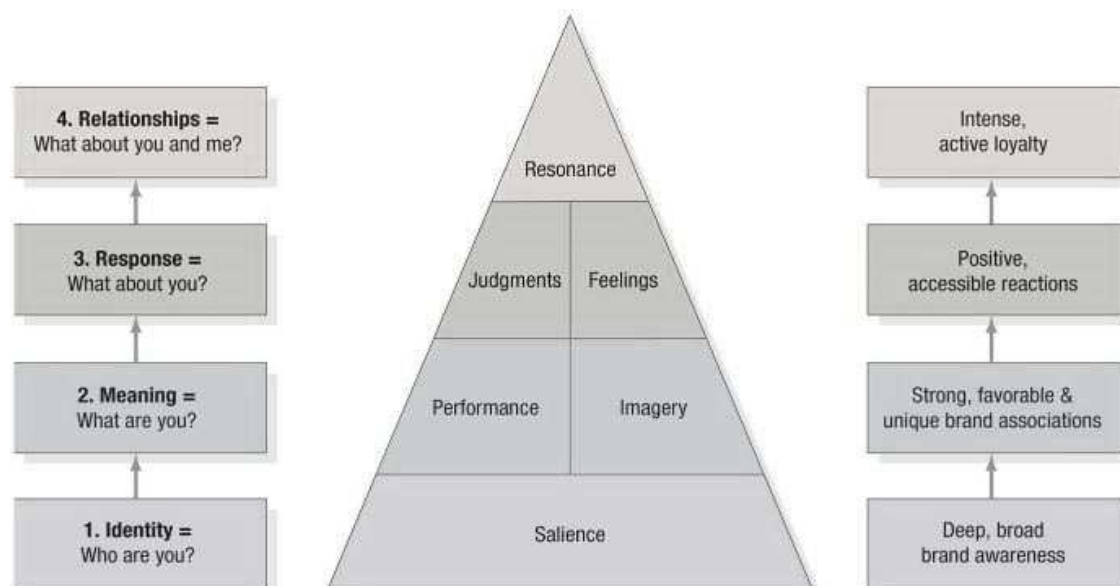 4. Relationships =
What about you and me?
3. Response =
What about you?
2. Meaning =
What are you?
1. Identity =
Who are you?
Resonance
Judgments
Feelings
Performance
Imagery
Salience
Intense,
active loyalty
Positive,
accessible reactions
Strong, favorable &
unique brand associations
Deep, broad
brand awareness